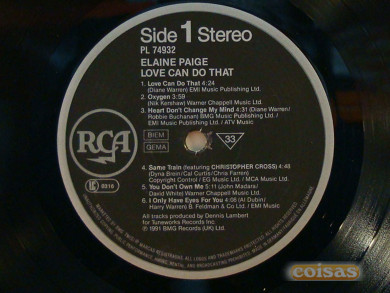 Side 1 Stereo
PL 74932
ELAINE PAIGE
LOVE CAN DO THAT
1. Love Can Do That 4:24
(Diane Warren) EMI Music Publishing Ltd.
2. Oxygen 3:59
(Nik Kershaw) Warner Chappell Music Ltd.
3. Heart Don't Change My Mind 4:31 (Diane Warren/
Robbie Buchanan) BMG Music Publishing Ltd. /
EMI Music Publishing Ltd. / ATV Music
RCA
BIEM
GEMA
33
LC 0316
4. Same Train (featuring CHRISTOPHER CROSS) 4:48
(Dyna Brein/Cal Curtis/Chris Farren)
Copyright Control / EG Music / MCA Music Ltd.
5. You Don't Own Me 5:11 (John Madara/
David White) Warner Chappell Music Ltd.
6. I Only Have Eyes For You 4:08 (Al Dubin/
Harry Warren) B. Feldman & Co Ltd. / EMI Music
All tracks produced by Dennis Lambert
for Tuneworks Records Inc.
℗ 1991 BMG Records (UK) Ltd.
coisas